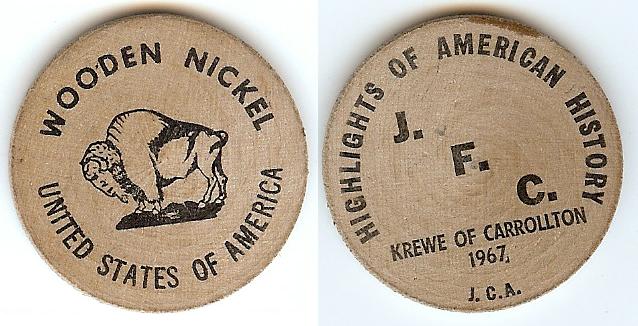 WOODEN NICKEL
UNITED STATES OF AMERICA
HIGHLIGHTS OF AMERICAN HISTORY
J.
F.
C.
KREWE OF CARROLLTON
1967,
J.C.A.